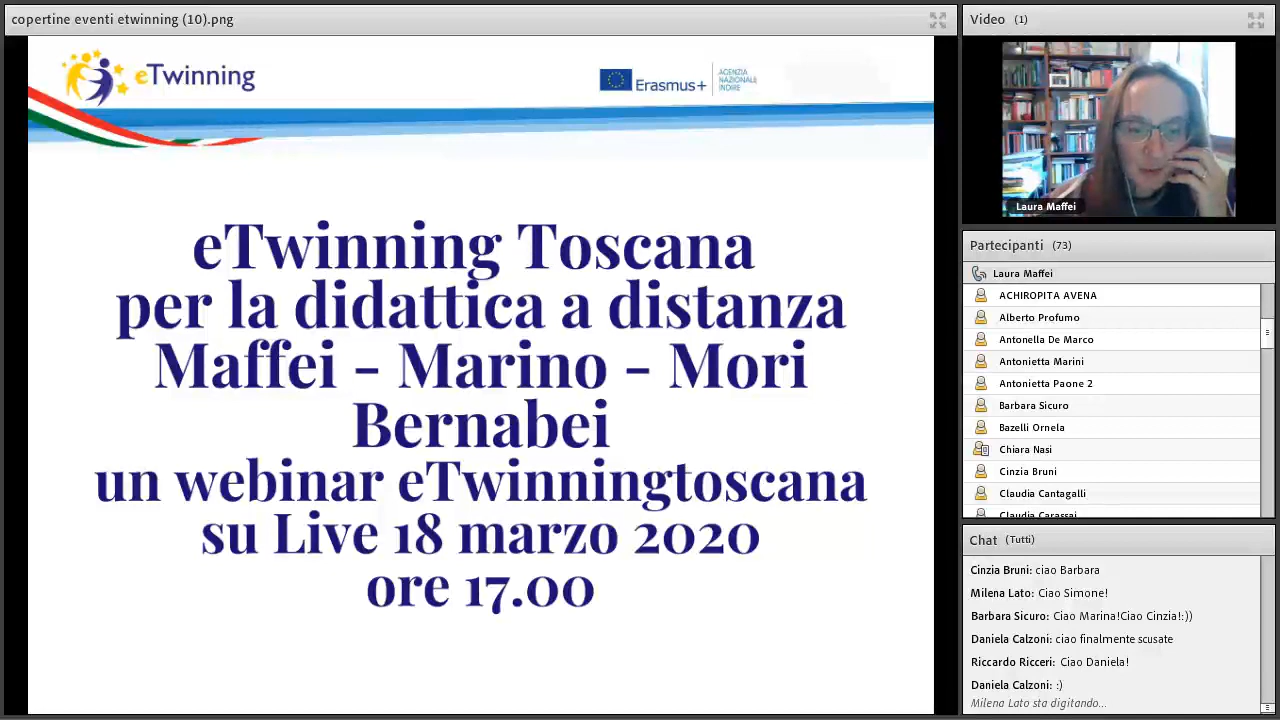 copertine eventi etwinning (10).png
eTwinning
Erasmus+
AGENZIA
NAZIONALE
INDIRE
eTwinning Toscana
per la didattica a distanza
Maffei - Marino - Mori
Bernabei
un webinar eTwinningtoscana
su Live 18 marzo 2020
ore 17.00
Video (1)
Laura Maffei
Partecipanti (73)
Laura Maffei
ACHIROPITA AVENA
Alberto Profumo
Antonella De Marco
Antonietta Marini
Antonietta Paone 2
Barbara Sicuro
Bazelli Ornela
Chiara Nasi
Cinzia Bruni
Claudia Cantagalli
Claudia Carassai
Chat (Tutti)
Cinzia Bruni: ciao Barbara
Milena Lato: Ciao Simone!
Barbara Sicuro: Ciao Marina!Ciao Cinzia!:))
Daniela Calzoni: ciao finalmente scusate
Riccardo Ricceri: Ciao Daniela!
Daniela Calzoni: :)
Milena Lato sta digitando...